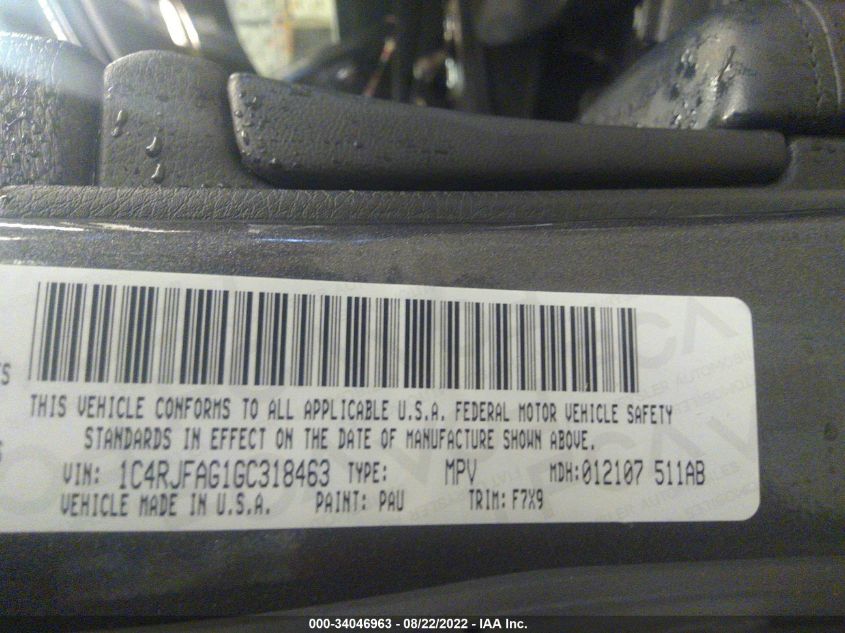 THIS VEHICLE CONFORMS TO ALL APPLICABLE U.S.A. FEDERAL MOTOR VEHICLE SAFETY
STANDARDS IN EFFECT ON THE DATE OF MANUFACTURE SHOWN ABOVE.
VIN: 1C4RJFAG1GC318463 TYPE: MPV MDH:012107 511AB
VEHICLE MADE IN U.S.A. PAINT: PAU TRIM: F7X9
000-34046963 - 08/22/2022 - IAA Inc.